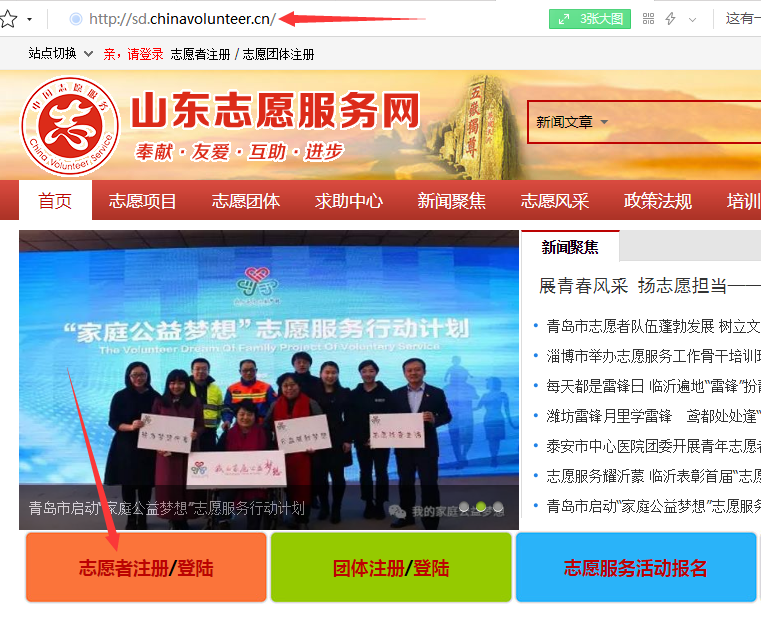 http://sd.chinavolunteer.cn/
3张大图
这有一
站点切换 亲，请登录 志愿者注册 / 志愿团体注册
中国志愿服务
China Volunteer Service
山东志愿服务网
奉献·友爱·互助·进步
五嶽獨尊
新闻文章
首页 志愿项目 志愿团体 求助中心 新闻聚焦 志愿风采 政策法规 培训
“家庭公益梦想”志愿服务行动计划
The Volunteer Dream Of Family Project Of Voluntary Service
青岛市启动“家庭公益梦想”志愿服务行动计划
我的家庭公益梦想
新闻聚焦
展青春风采 扬志愿担当——
青岛市志愿者队伍蓬勃发展 树立文
淄博市举办志愿服务工作骨干培训
每天都是雷锋日 临沂遍地“雷锋”扮
潍坊雷锋月里学雷锋 鸢都处处逢“
泰安市中心医院团委开展青年志愿
志愿服务耀沂蒙 临沂表彰首届“志
青岛市启动“家庭公益梦想”志愿服务
志愿者注册/登陆
团体注册/登陆
志愿服务活动报名